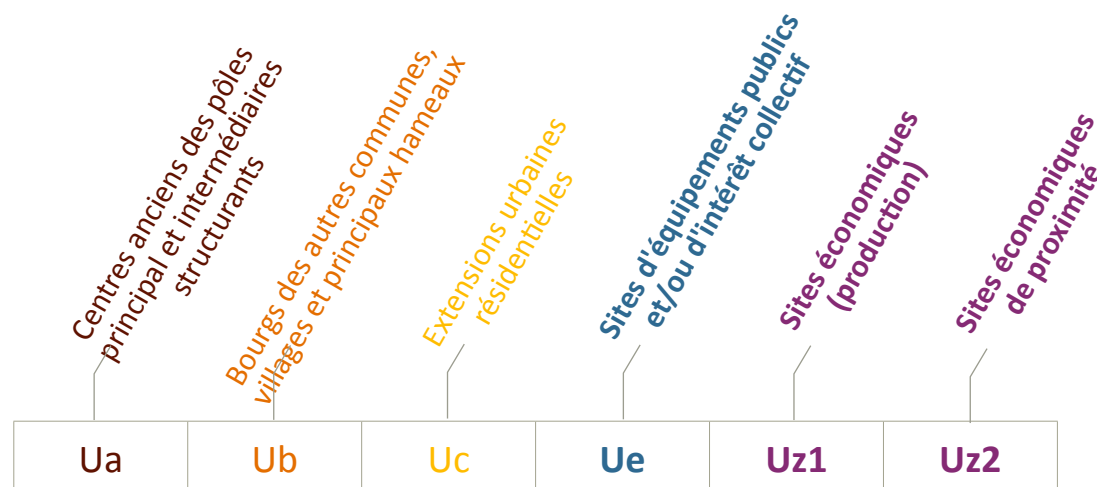 Centres anciens des pôles
principal et intermédiaires
structurants
Bourgs des autres communes,
villages et principaux hameaux
Extensions urbaines
résidentielles
Sites d'équipements publics
et/ou d'intérêt collectif
Sites économiques
(production)
Sites économiques
de proximité
Ua
Ub
Uc
Ue
Uz1
Uz2